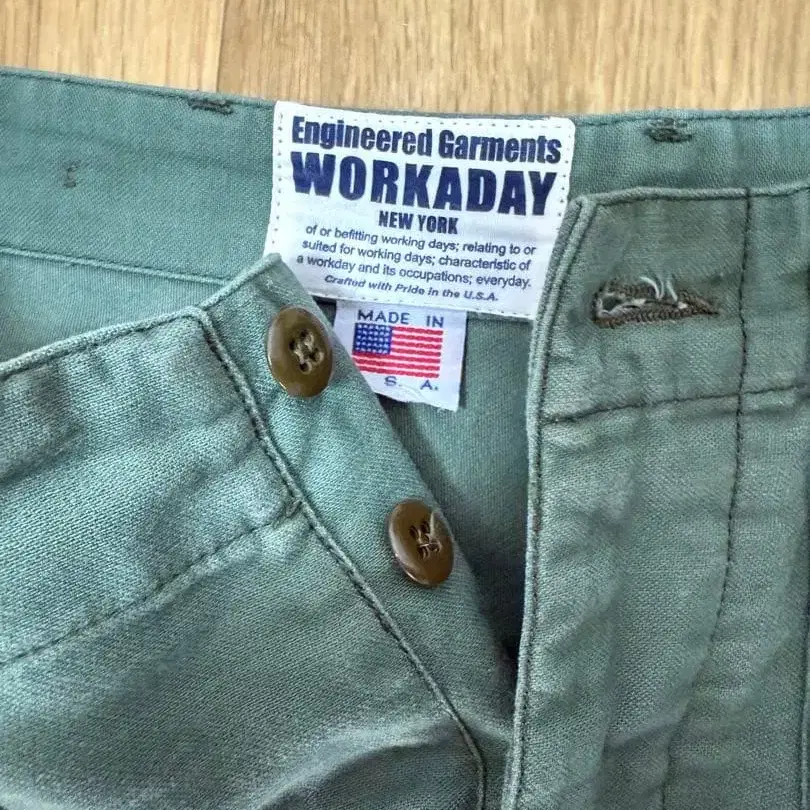 Engineered Garments
WORKADAY
NEW YORK
of or befitting working days; relating to or
suited for working days; characteristic of
a workday and its occupations; everyday.
Crafted with Pride in the U.S.A.
MADE IN
U. S. A.